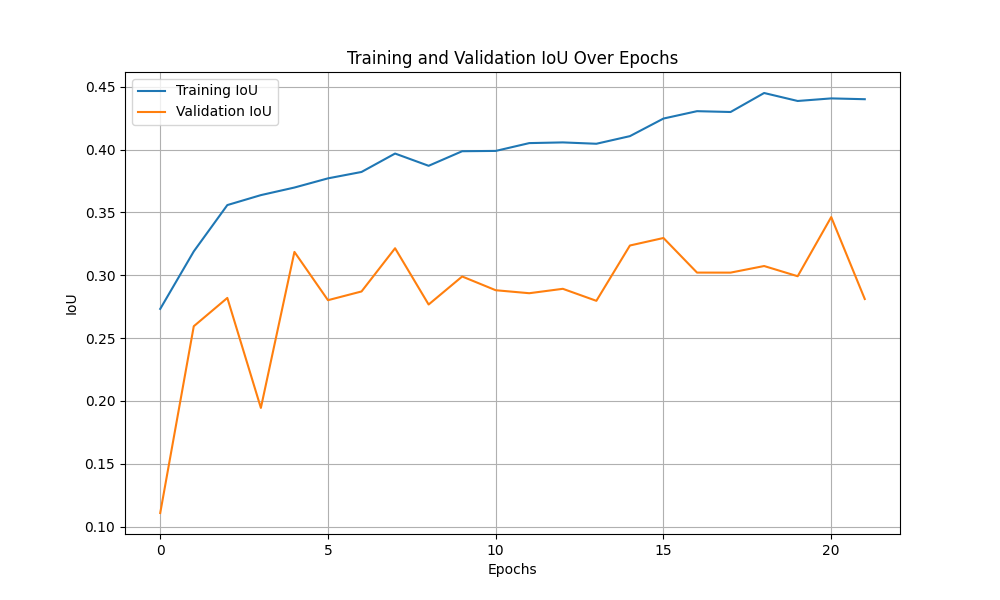 Training and Validation IoU Over Epochs
Training IoU
Validation IoU
0.45
0.40
0.35
0.30
0.25
0.20
0.15
0.10
IoU
0 5 10 15 20
Epochs